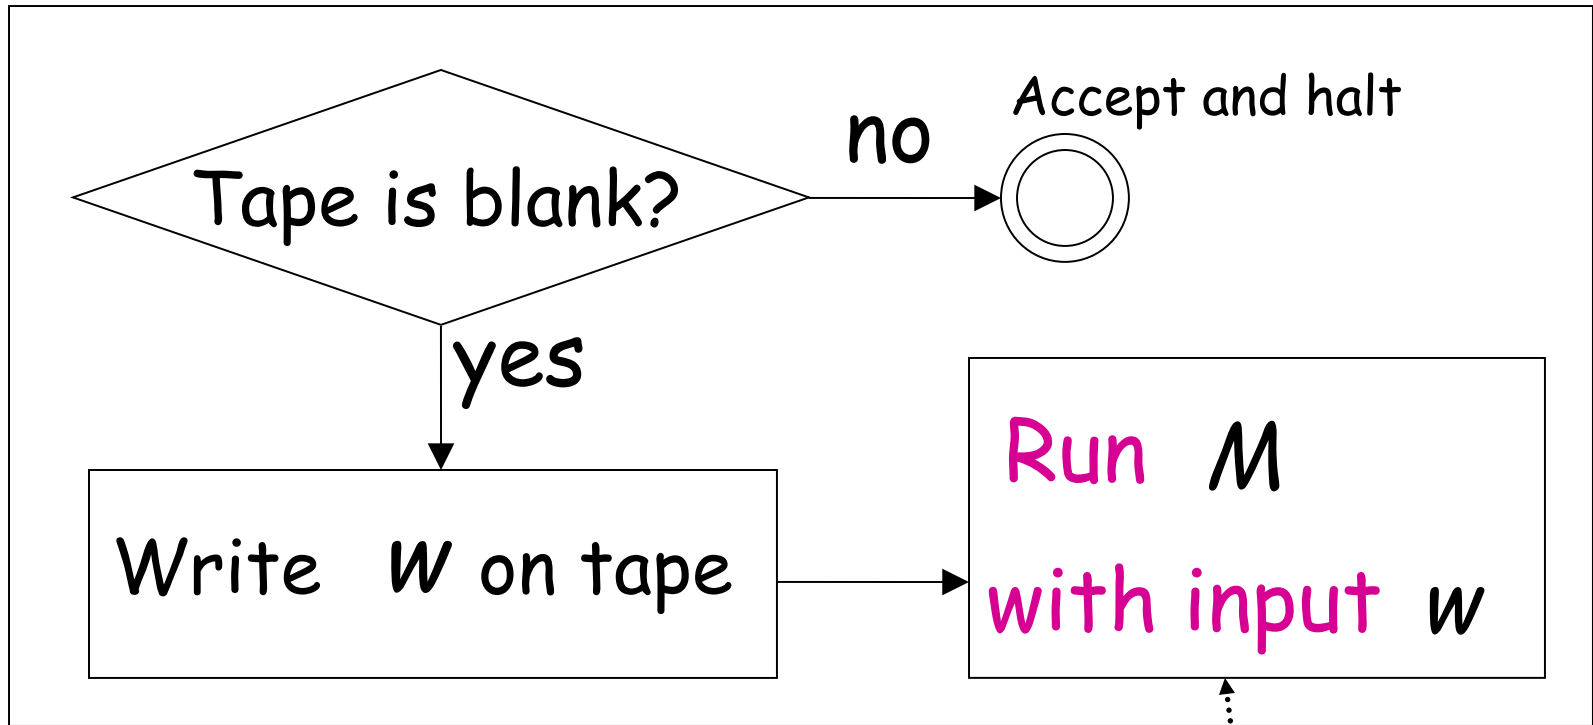 Accept and halt
no
Tape is blank?
yes
Run M
Write w on tape
with input w